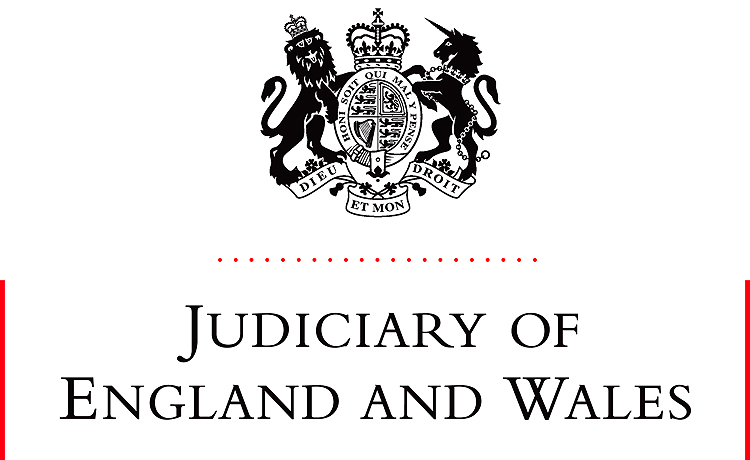 HONI SOIT QUI MAL Y PENSE
DIEU ET MON DROIT
JUDICIARY OF
ENGLAND AND WALES